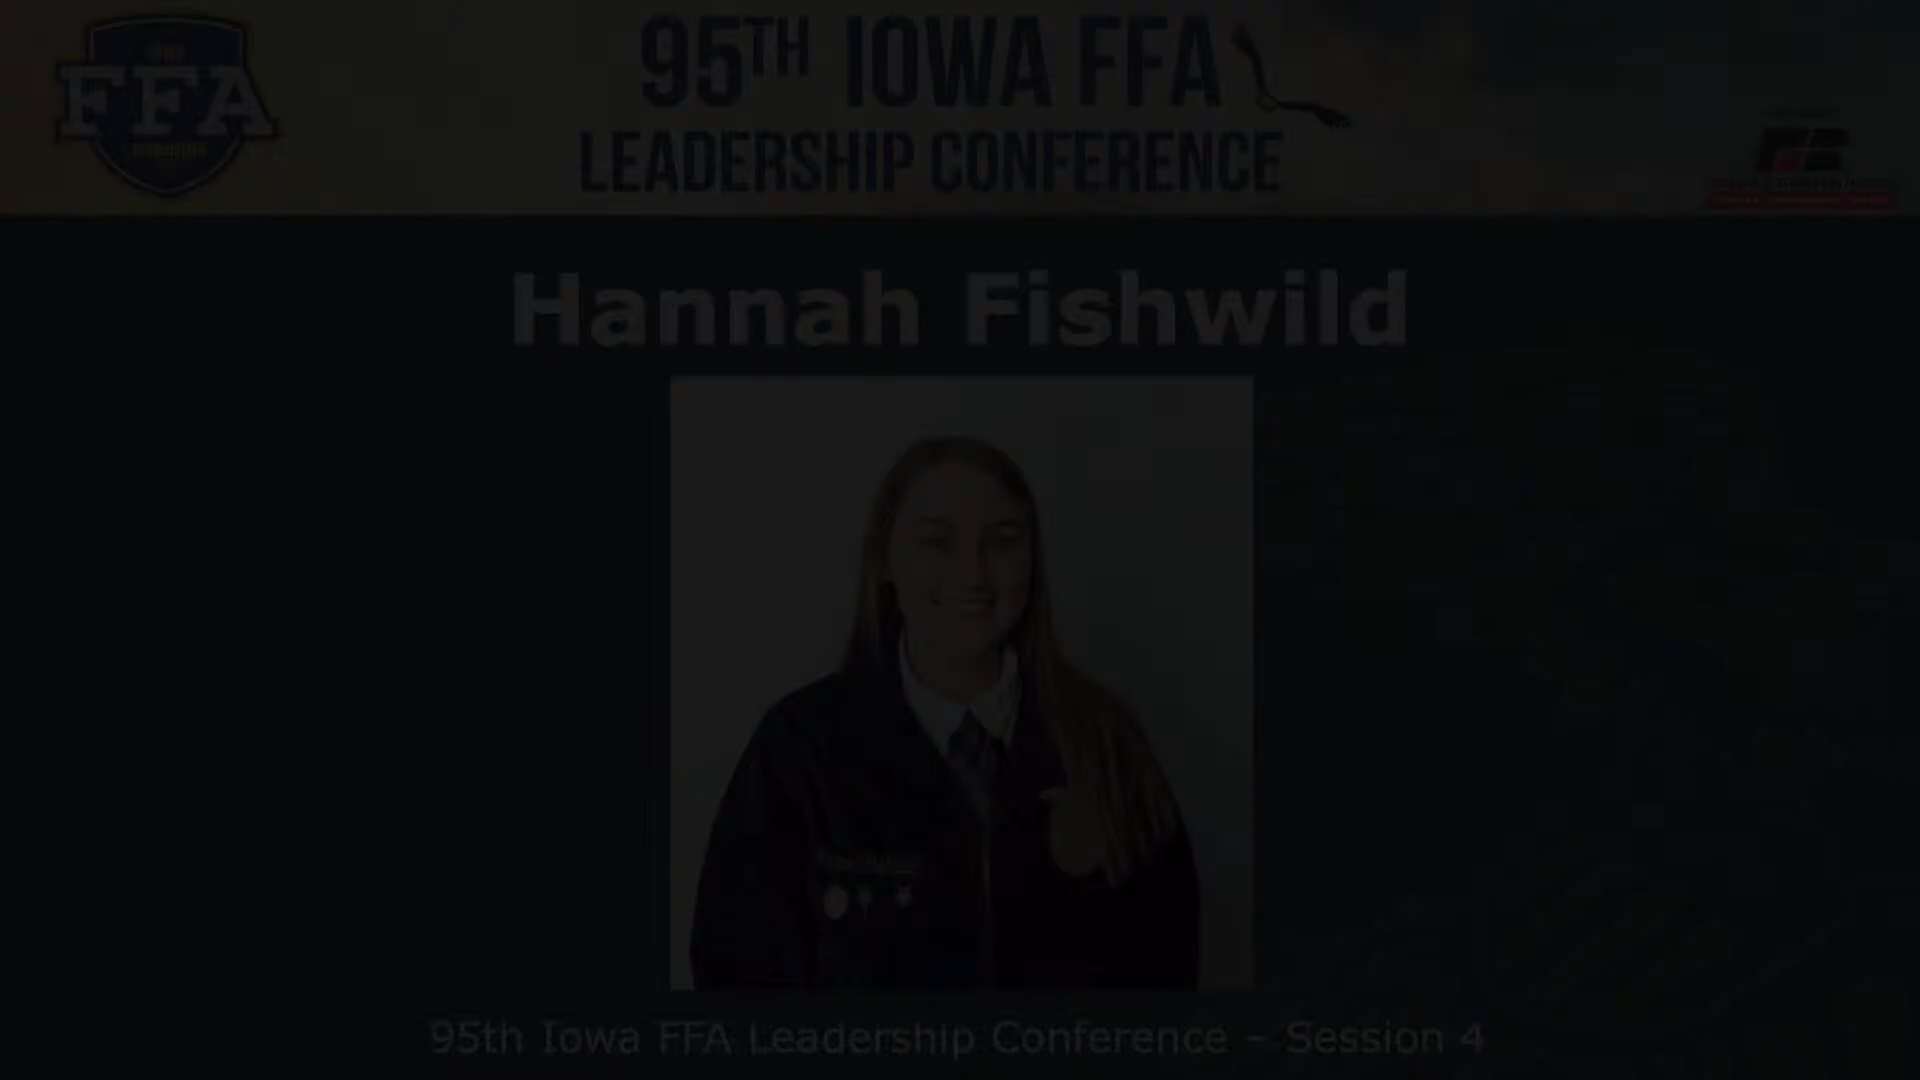 FFA
95TH IOWA FFA
LEADERSHIP CONFERENCE
Hannah Fishwild
95th Iowa FFA Leadership Conference – Session 4